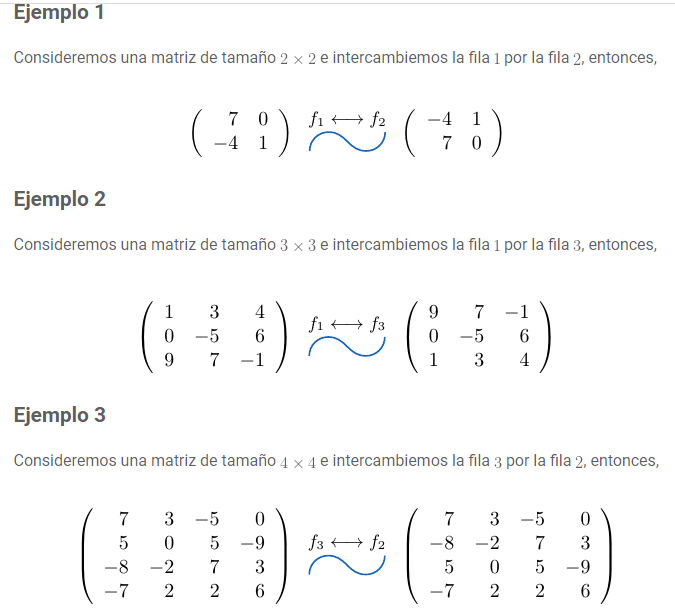 Ejemplo 1
Consideremos una matriz de tamaño 2 × 2 e intercambiemos la fila 1 por la fila 2, entonces,
( 7 0 ) f₁ ⟷ f₂ ( −4 1 )
( −4 1 ) ( 7 0 )
Ejemplo 2
Consideremos una matriz de tamaño 3 × 3 e intercambiemos la fila 1 por la fila 3, entonces,
( 1 3 4 ) f₁ ⟷ f₃ ( 9 7 −1 )
( 0 −5 6 ) ( 0 −5 6 )
( 9 7 −1 ) ( 1 3 4 )
Ejemplo 3
Consideremos una matriz de tamaño 4 × 4 e intercambiemos la fila 3 por la fila 2, entonces,
( 7 3 −5 0 ) f₃ ⟷ f₂ ( 7 3 −5 0 )
( 5 0 5 −9 ) ( −8 −2 7 3 )
( −8 −2 7 3 ) ( 5 0 5 −9 )
( −7 2 2 6 ) ( −7 2 2 6 )